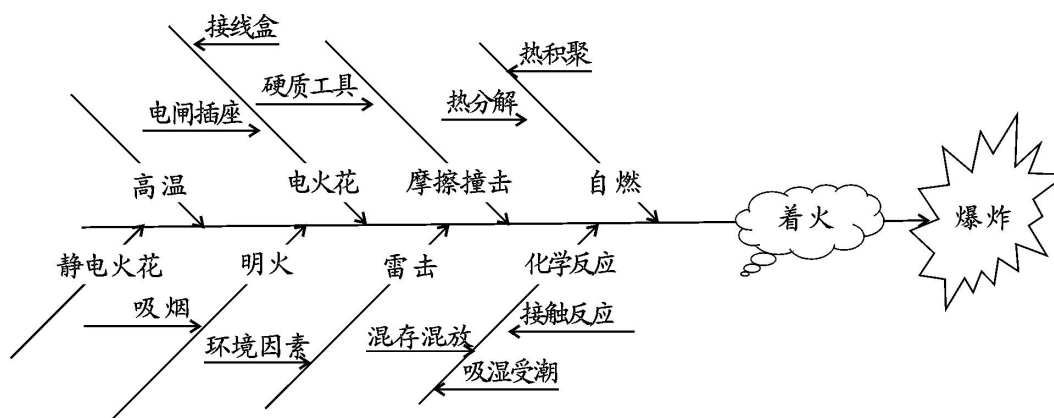 接线盒
硬质工具
热积聚
电闸插座
热分解
高温
电火花
摩擦撞击
自燃
着火
爆炸
静电火花
明火
雷击
化学反应
吸烟
接触反应
环境因素
混存混放
吸湿受潮